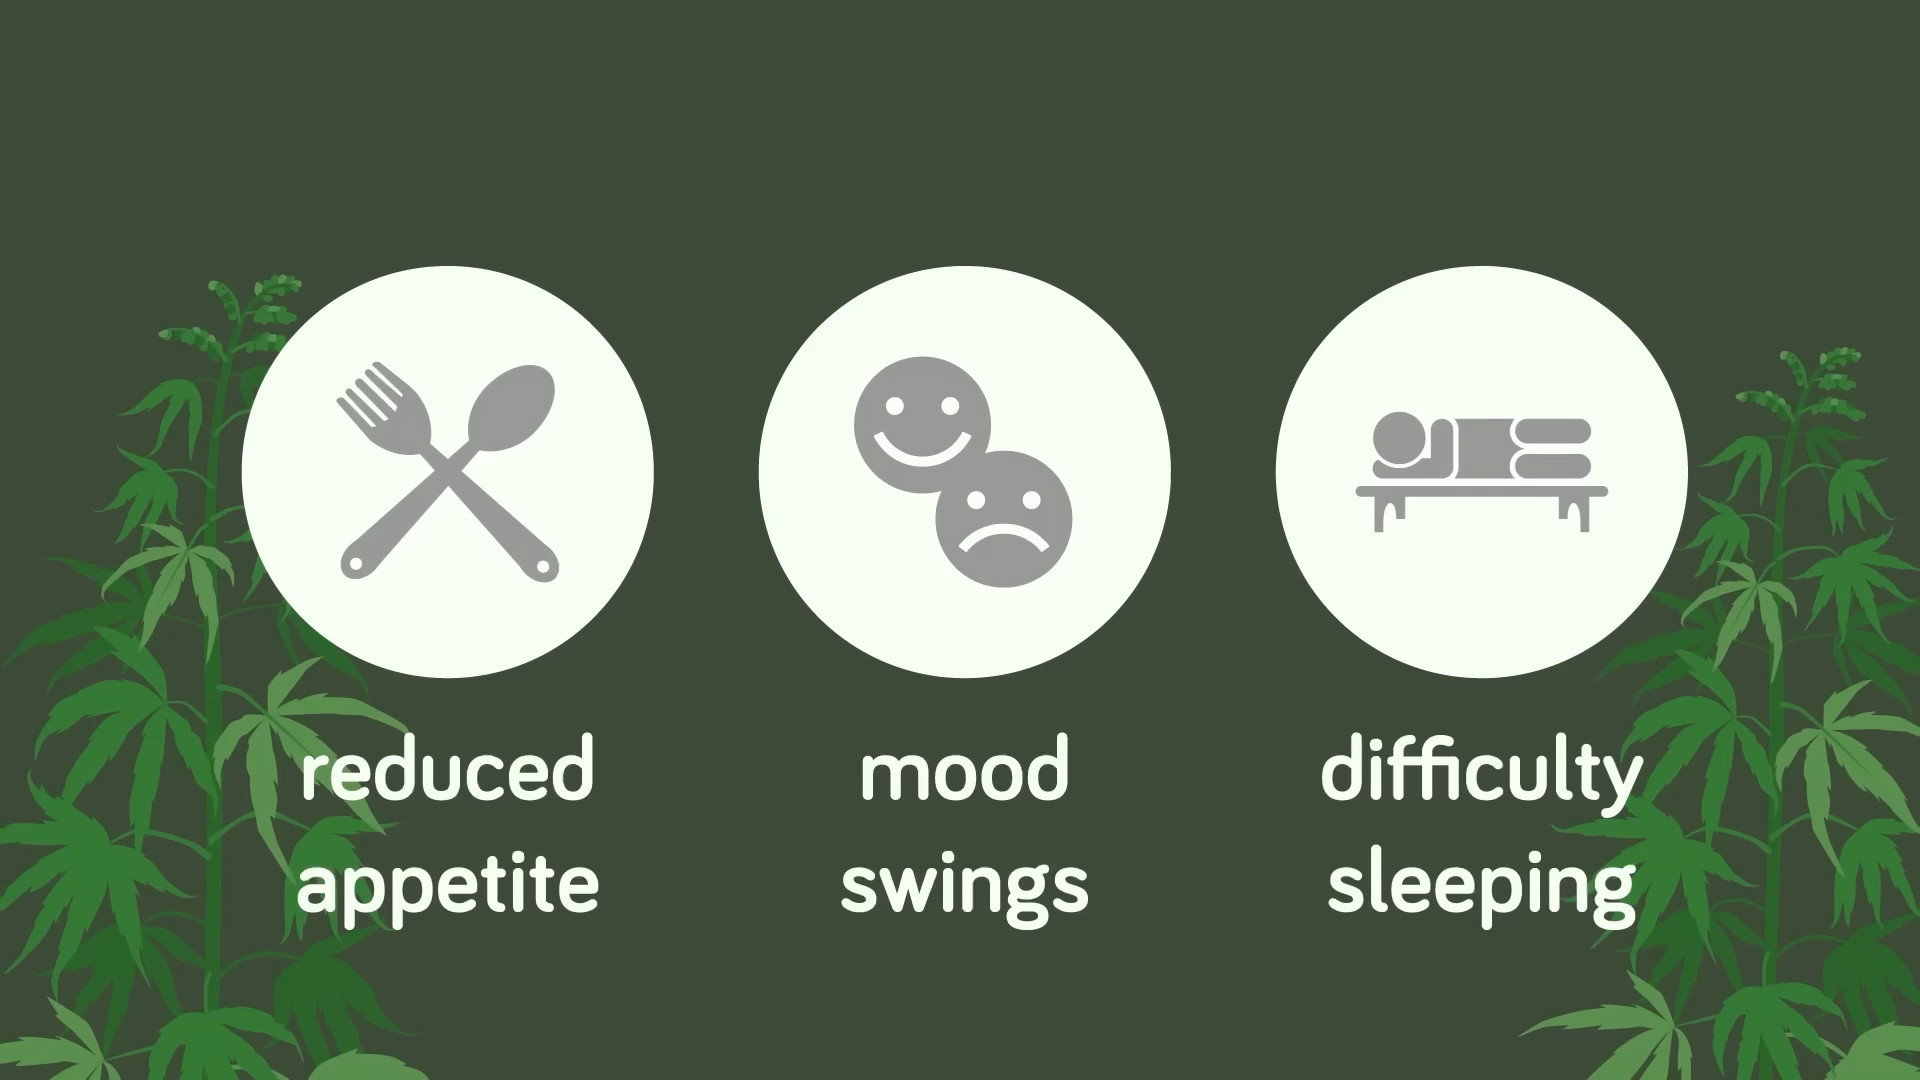 reduced
appetite
mood
swings
difficulty
sleeping